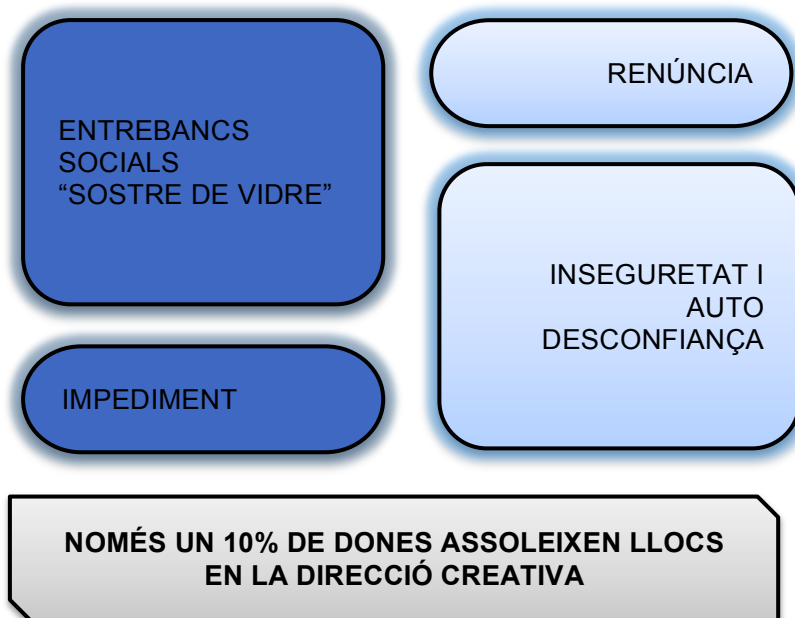 ENTREBANCS
SOCIALS
“SOSTRE DE VIDRE”
IMPEDIMENT
RENÚNCIA
INSEGURETAT I
AUTO
DESCONFIANÇA
NOMÉS UN 10% DE DONES ASSOLEIXEN LLOCS
EN LA DIRECCIÓ CREATIVA